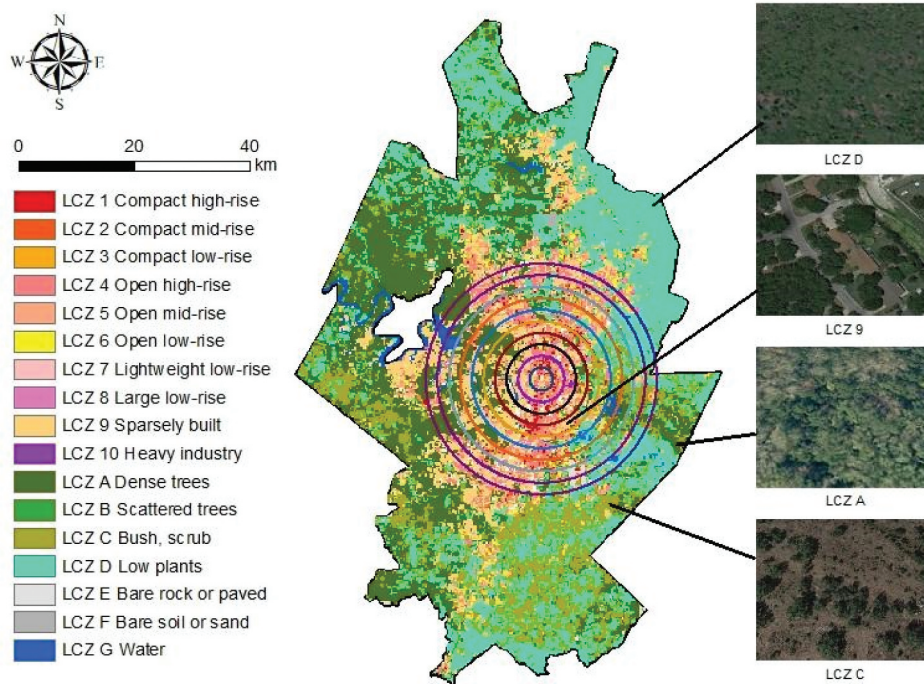 N
W E
S
0 20 40
km
LCZ 1 Compact high-rise
LCZ 2 Compact mid-rise
LCZ 3 Compact low-rise
LCZ 4 Open high-rise
LCZ 5 Open mid-rise
LCZ 6 Open low-rise
LCZ 7 Lightweight low-rise
LCZ 8 Large low-rise
LCZ 9 Sparsely built
LCZ 10 Heavy industry
LCZ A Dense trees
LCZ B Scattered trees
LCZ C Bush, scrub
LCZ D Low plants
LCZ E Bare rock or paved
LCZ F Bare soil or sand
LCZ G Water
LCZ D
LCZ 9
LCZ A
LCZ C